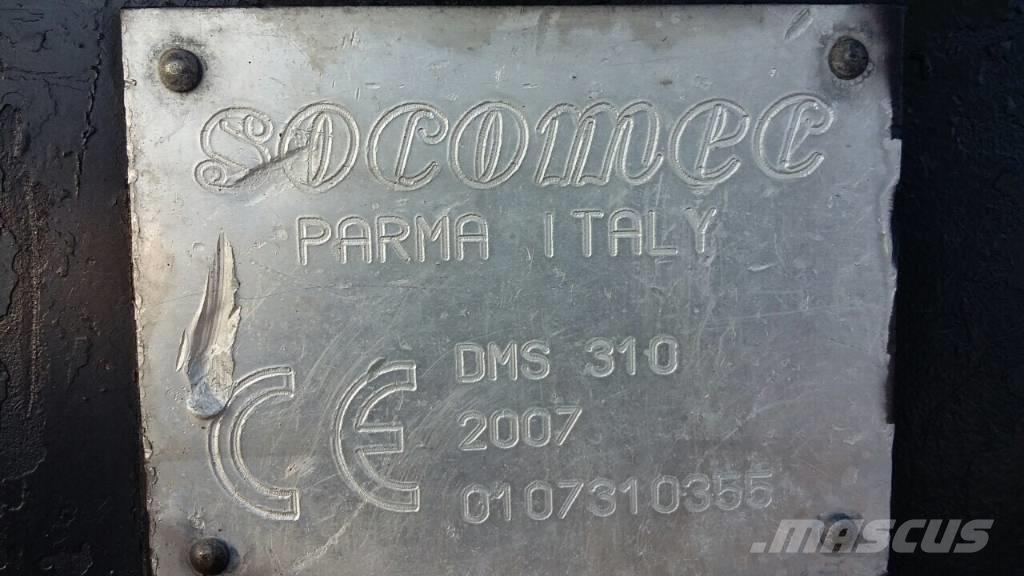 SOCOMEC
PARMA ITALY
CE
DMS 310
2007
0107310355
.MASCUS